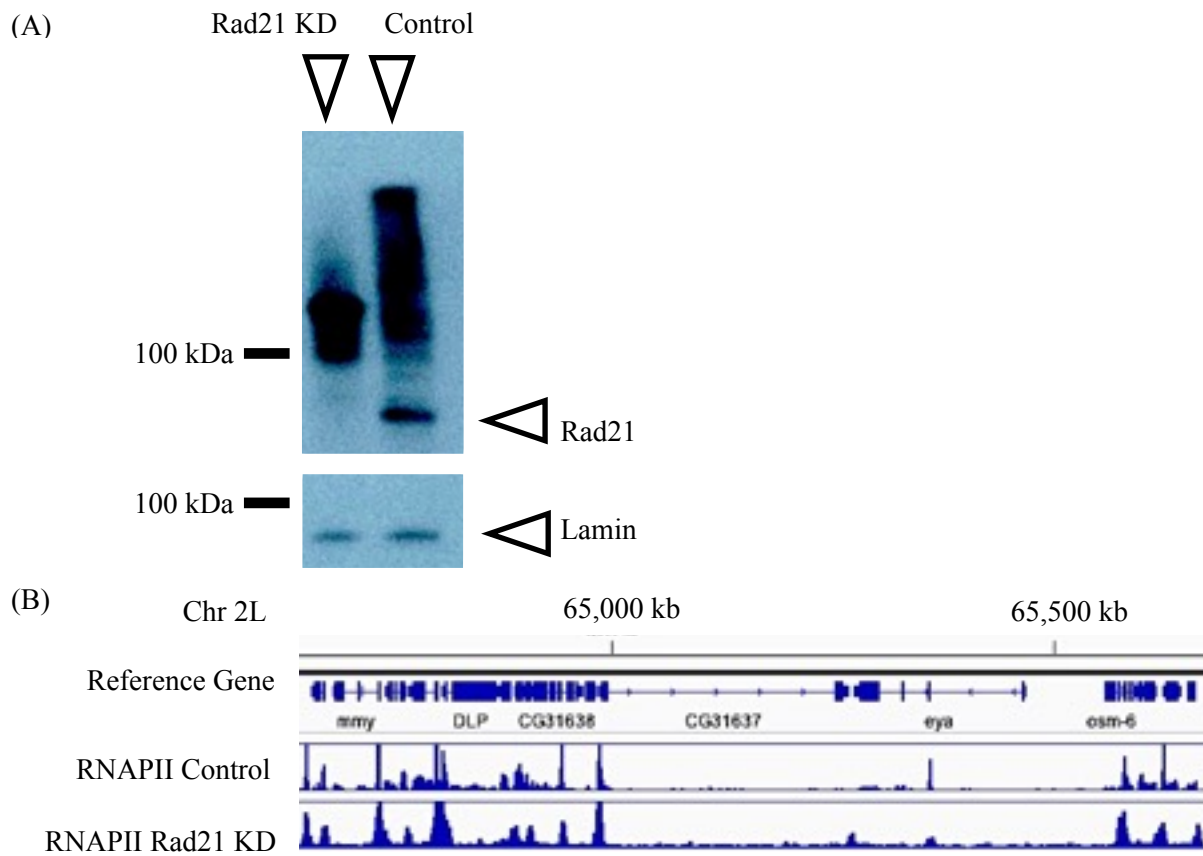 (A)
Rad21 KD Control
100 kDa
Rad21
100 kDa
Lamin
(B)
Chr 2L 65,000 kb 65,500 kb
Reference Gene
mmy DLP CG31638 CG31637 eya osm-6
RNAPII Control
RNAPII Rad21 KD